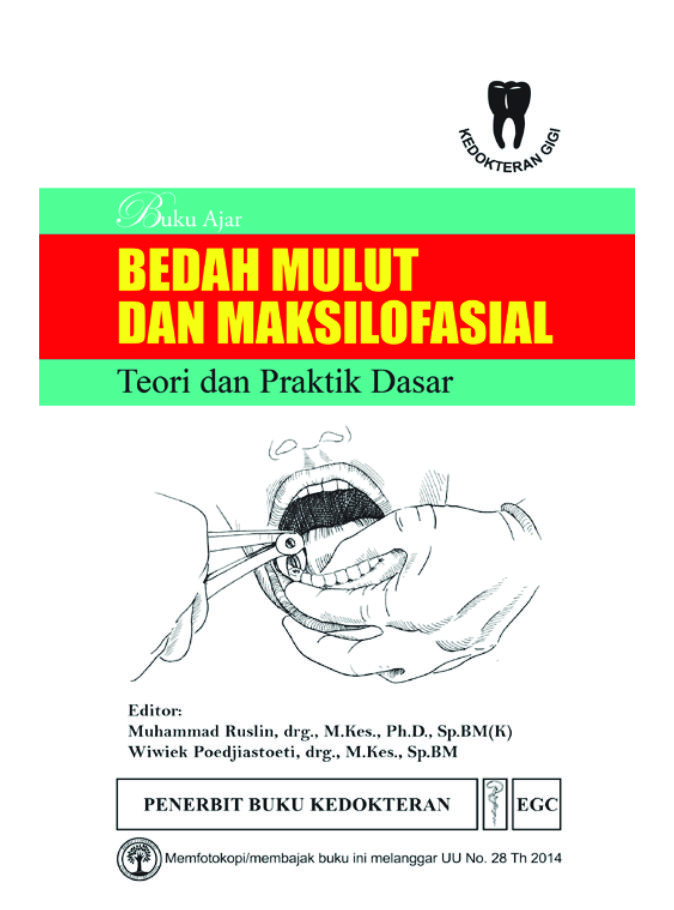 KEDOKTERAN GIGI
Buku Ajar
BEDAH MULUT
DAN MAKSILOFASIAL
Teori dan Praktik Dasar
Editor:
Muhammad Ruslin, drg., M.Kes., Ph.D., Sp.BM(K)
Wiwiek Poedjiastoeti, drg., M.Kes., Sp.BM
PENERBIT BUKU KEDOKTERAN
EGC
Memfotokopi/membajak buku ini melanggar UU No. 28 Th 2014